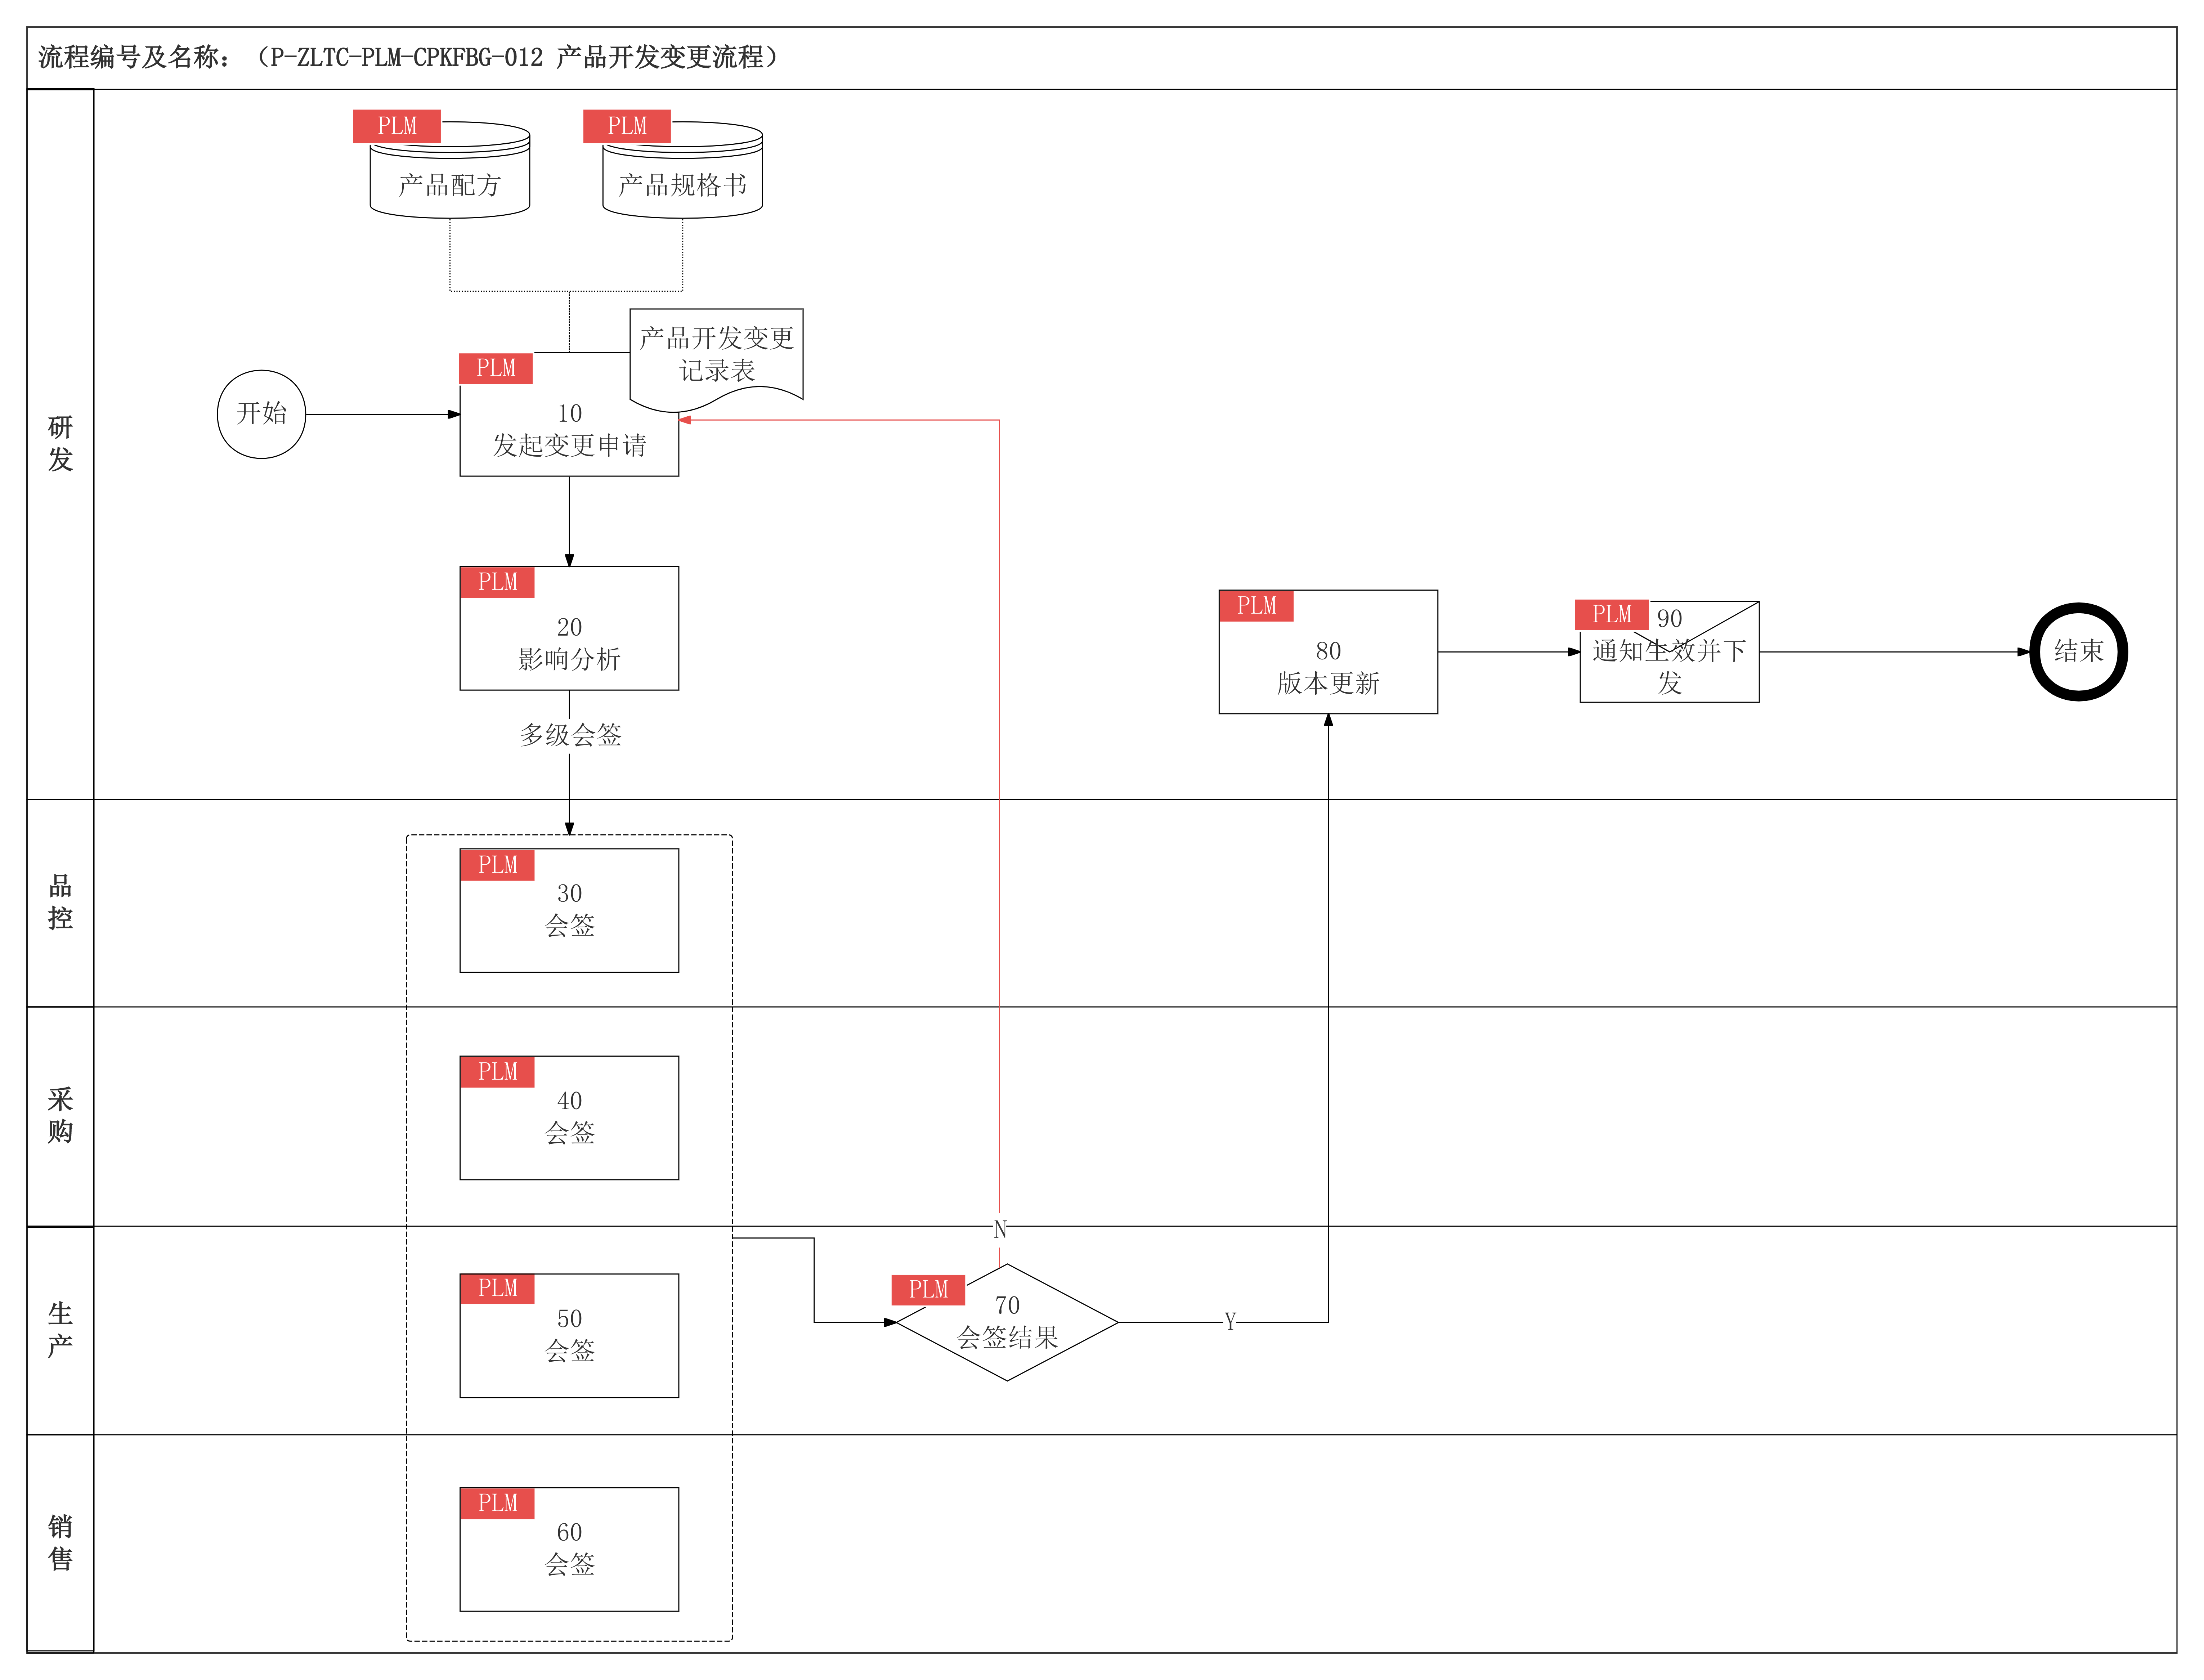 流程编号及名称：（P-ZLTC-PLM-CPKFBG-012 产品开发变更流程）
研
发
PLM
产品配方
PLM
产品规格书
产品开发变更
记录表
开始
PLM
10
发起变更申请
PLM
20
影响分析
多级会签
PLM
80
版本更新
PLM
90
通知生效并下
发
结束
品
控
PLM
30
会签
采
购
PLM
40
会签
生
产
PLM
50
会签
N
PLM
70
会签结果
Y
销
售
PLM
60
会签